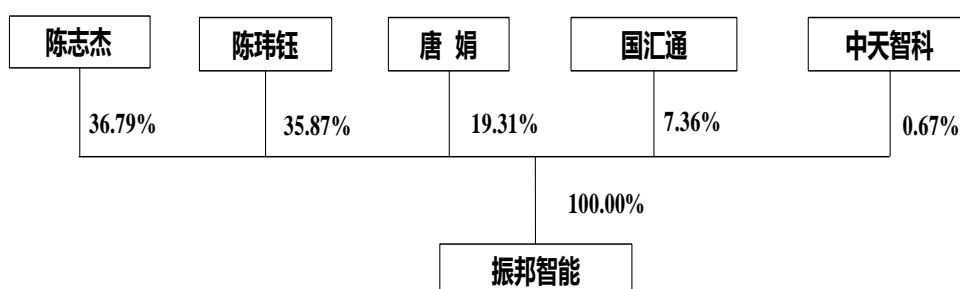 陈志杰 陈玮钰 唐 娟 国汇通 中天智科
36.79% 35.87% 19.31% 7.36% 0.67%
100.00%
振邦智能